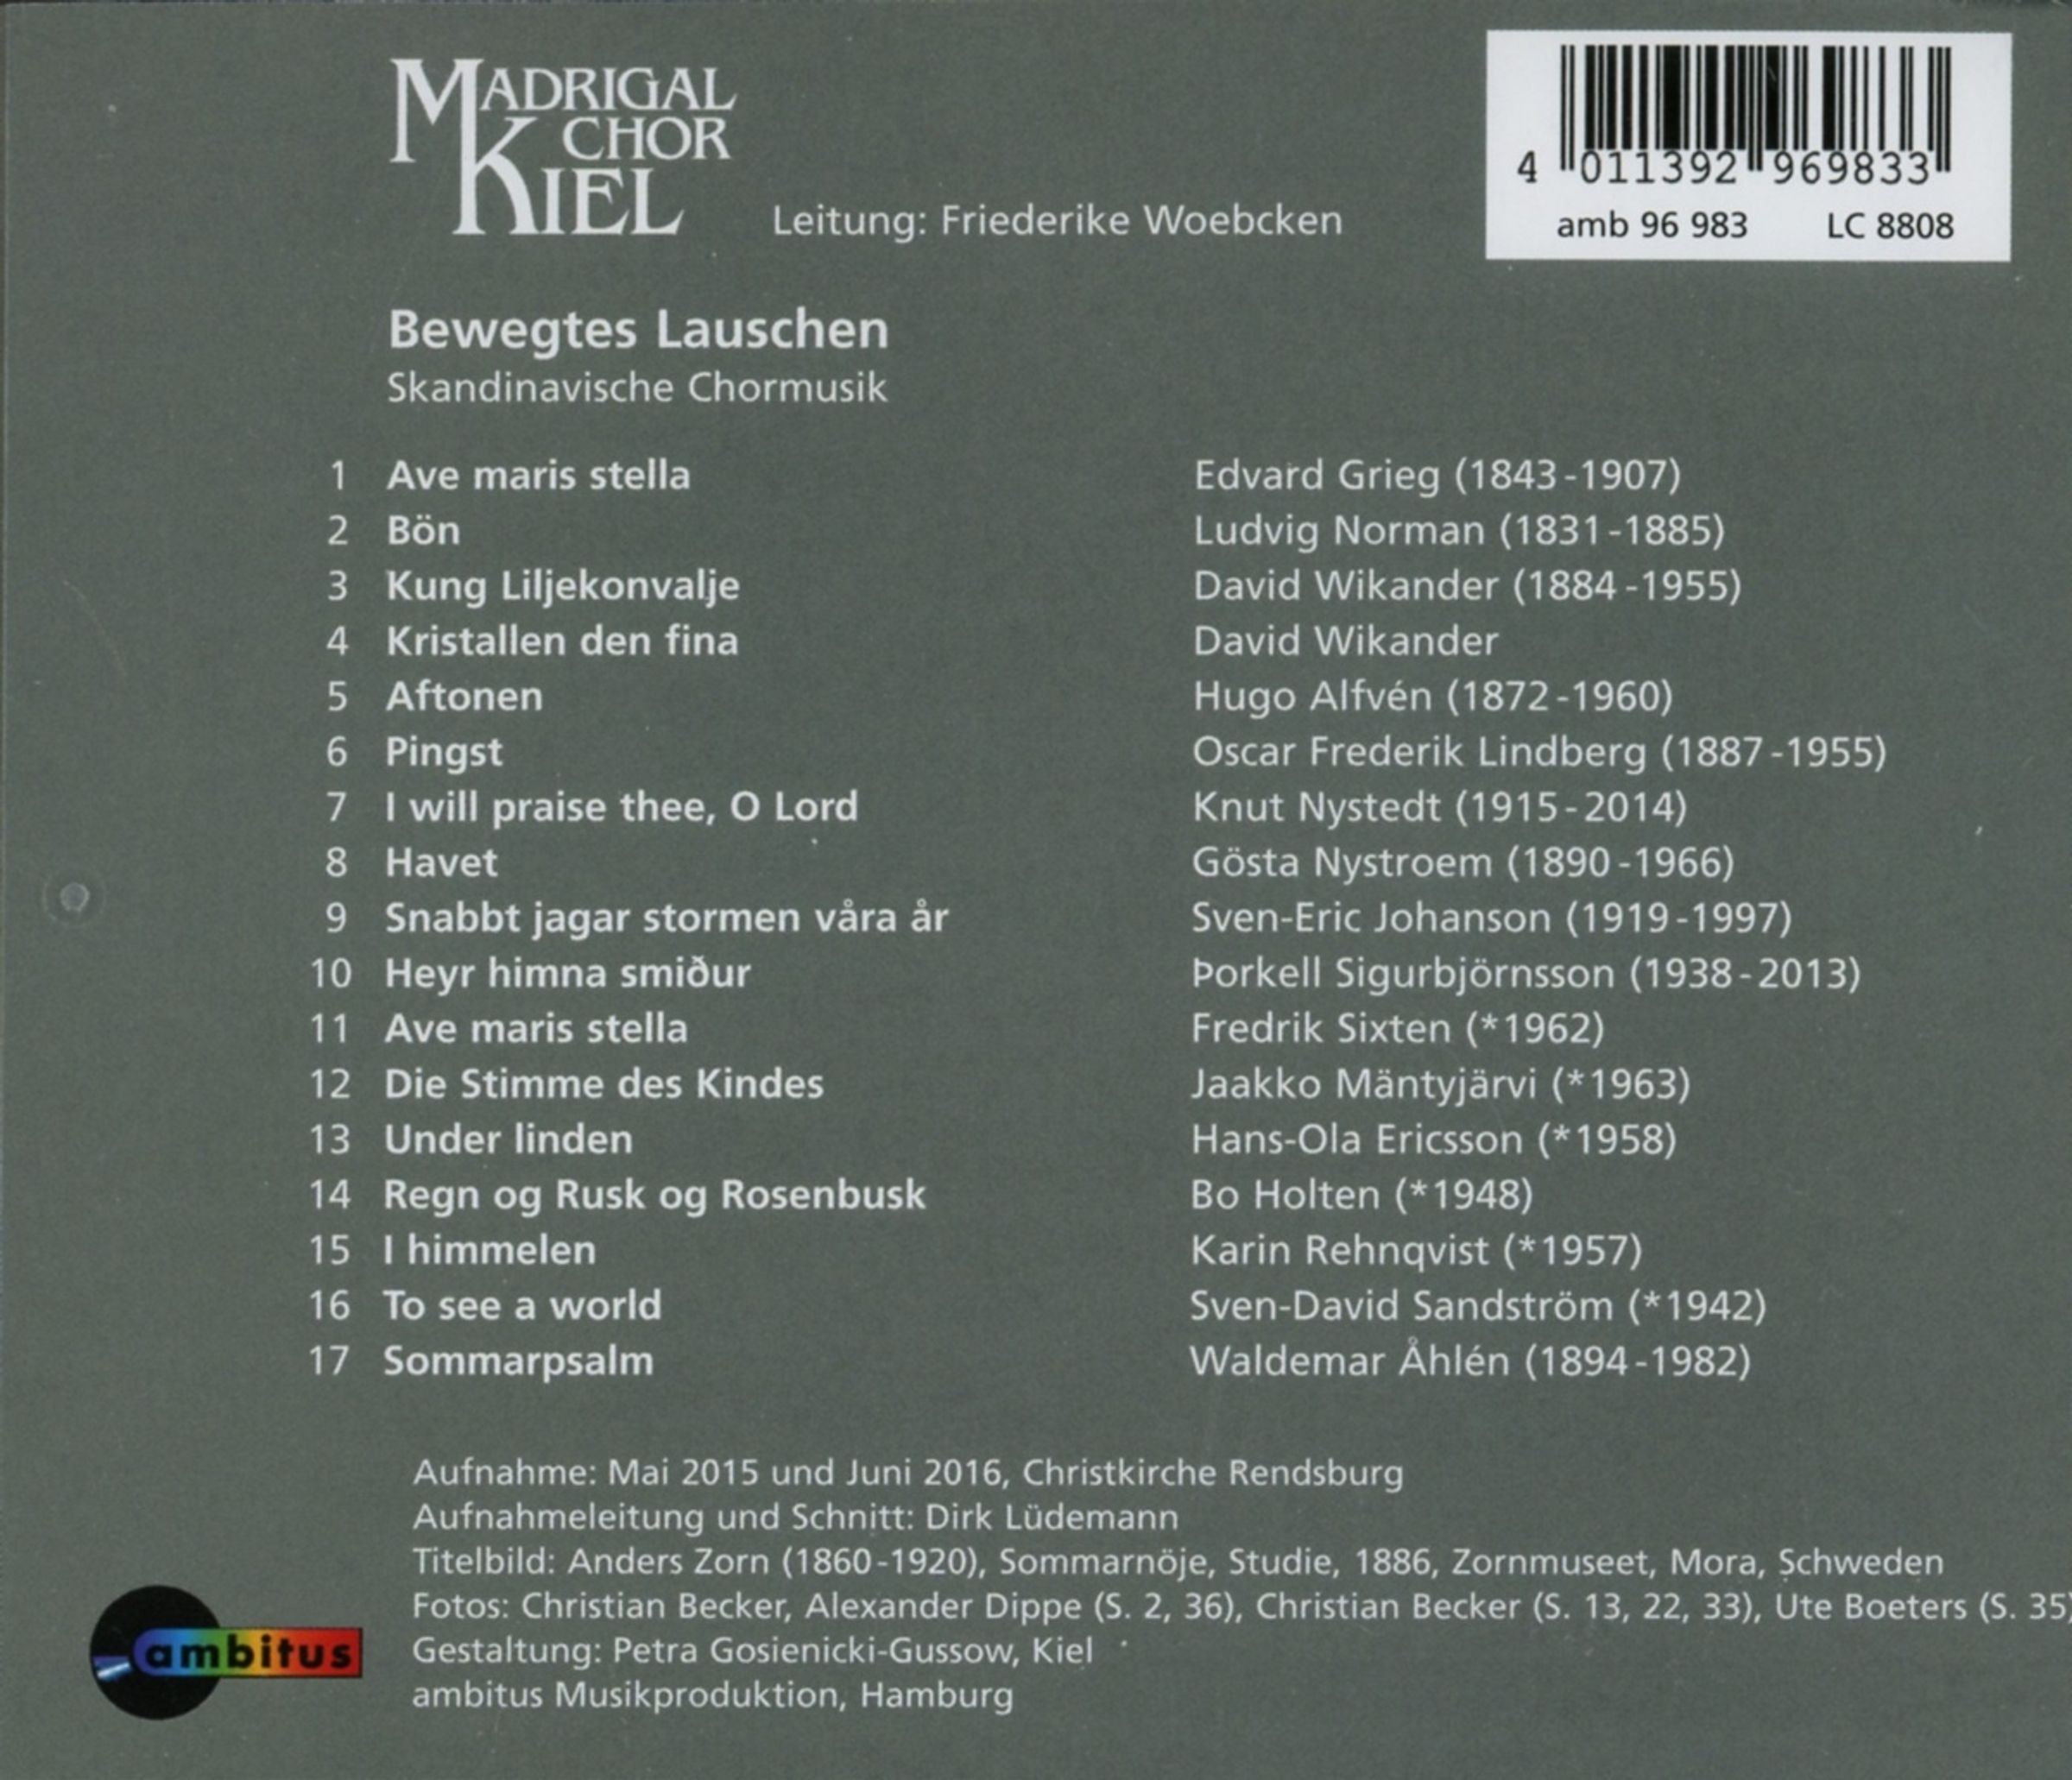 MADRIGAL
CHOR
KIEL
Leitung: Friederike Woebcken
4 011392 969833
amb 96 983 LC 8808
Bewegtes Lauschen
Skandinavische Chormusik
1 Ave maris stella Edvard Grieg (1843-1907)
2 Bön Ludvig Norman (1831-1885)
3 Kung Liljekonvalje David Wikander (1884-1955)
4 Kristallen den fina David Wikander
5 Aftonen Hugo Alfvén (1872-1960)
6 Pingst Oscar Frederik Lindberg (1887-1955)
7 I will praise thee, O Lord Knut Nystedt (1915-2014)
8 Havet Gösta Nystroem (1890-1966)
9 Snabbt jagar stormen våra år Sven-Eric Johanson (1919-1997)
10 Heyr himna smiður Þorkell Sigurbjörnsson (1938-2013)
11 Ave maris stella Fredrik Sixten (*1962)
12 Die Stimme des Kindes Jaakko Mäntyjärvi (*1963)
13 Under linden Hans-Ola Ericsson (*1958)
14 Regn og Rusk og Rosenbusk Bo Holten (*1948)
15 I himmelen Karin Rehnqvist (*1957)
16 To see a world Sven-David Sandström (*1942)
17 Sommarpsalm Waldemar Åhlén (1894-1982)
Aufnahme: Mai 2015 und Juni 2016, Christkirche Rendsburg
Aufnahmeleitung und Schnitt: Dirk Lüdemann
Titelbild: Anders Zorn (1860-1920), Sommarnöje, Studie, 1886, Zornmuseet, Mora, Schweden
Fotos: Christian Becker, Alexander Dippe (S. 2, 36), Christian Becker (S. 13, 22, 33), Ute Boeters (S. 35)
Gestaltung: Petra Gosienicki-Gussow, Kiel
ambitus Musikproduktion, Hamburg
ambitus